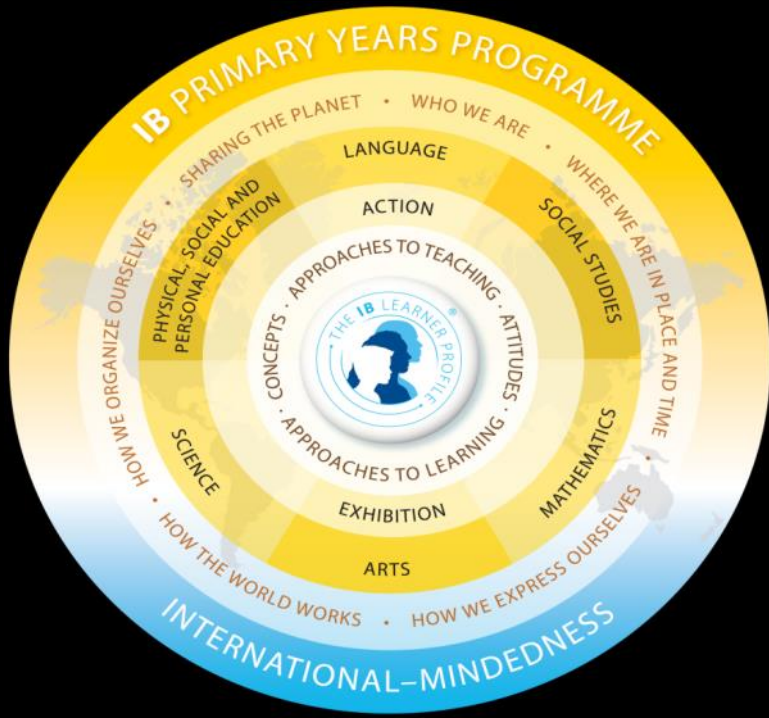 IB PRIMARY YEARS PROGRAMME
SHARING THE PLANET • WHO WE ARE • WHERE WE ARE IN PLACE AND TIME •
HOW WE EXPRESS OURSELVES • HOW THE WORLD WORKS • HOW WE ORGANIZE OURSELVES •
LANGUAGE
SOCIAL STUDIES
MATHEMATICS
ARTS
SCIENCE
PHYSICAL, SOCIAL AND
PERSONAL EDUCATION
ACTION
EXHIBITION
APPROACHES TO TEACHING · ATTITUDES ·
APPROACHES TO LEARNING · CONCEPTS ·
THE IB LEARNER PROFILE ®
INTERNATIONAL–MINDEDNESS